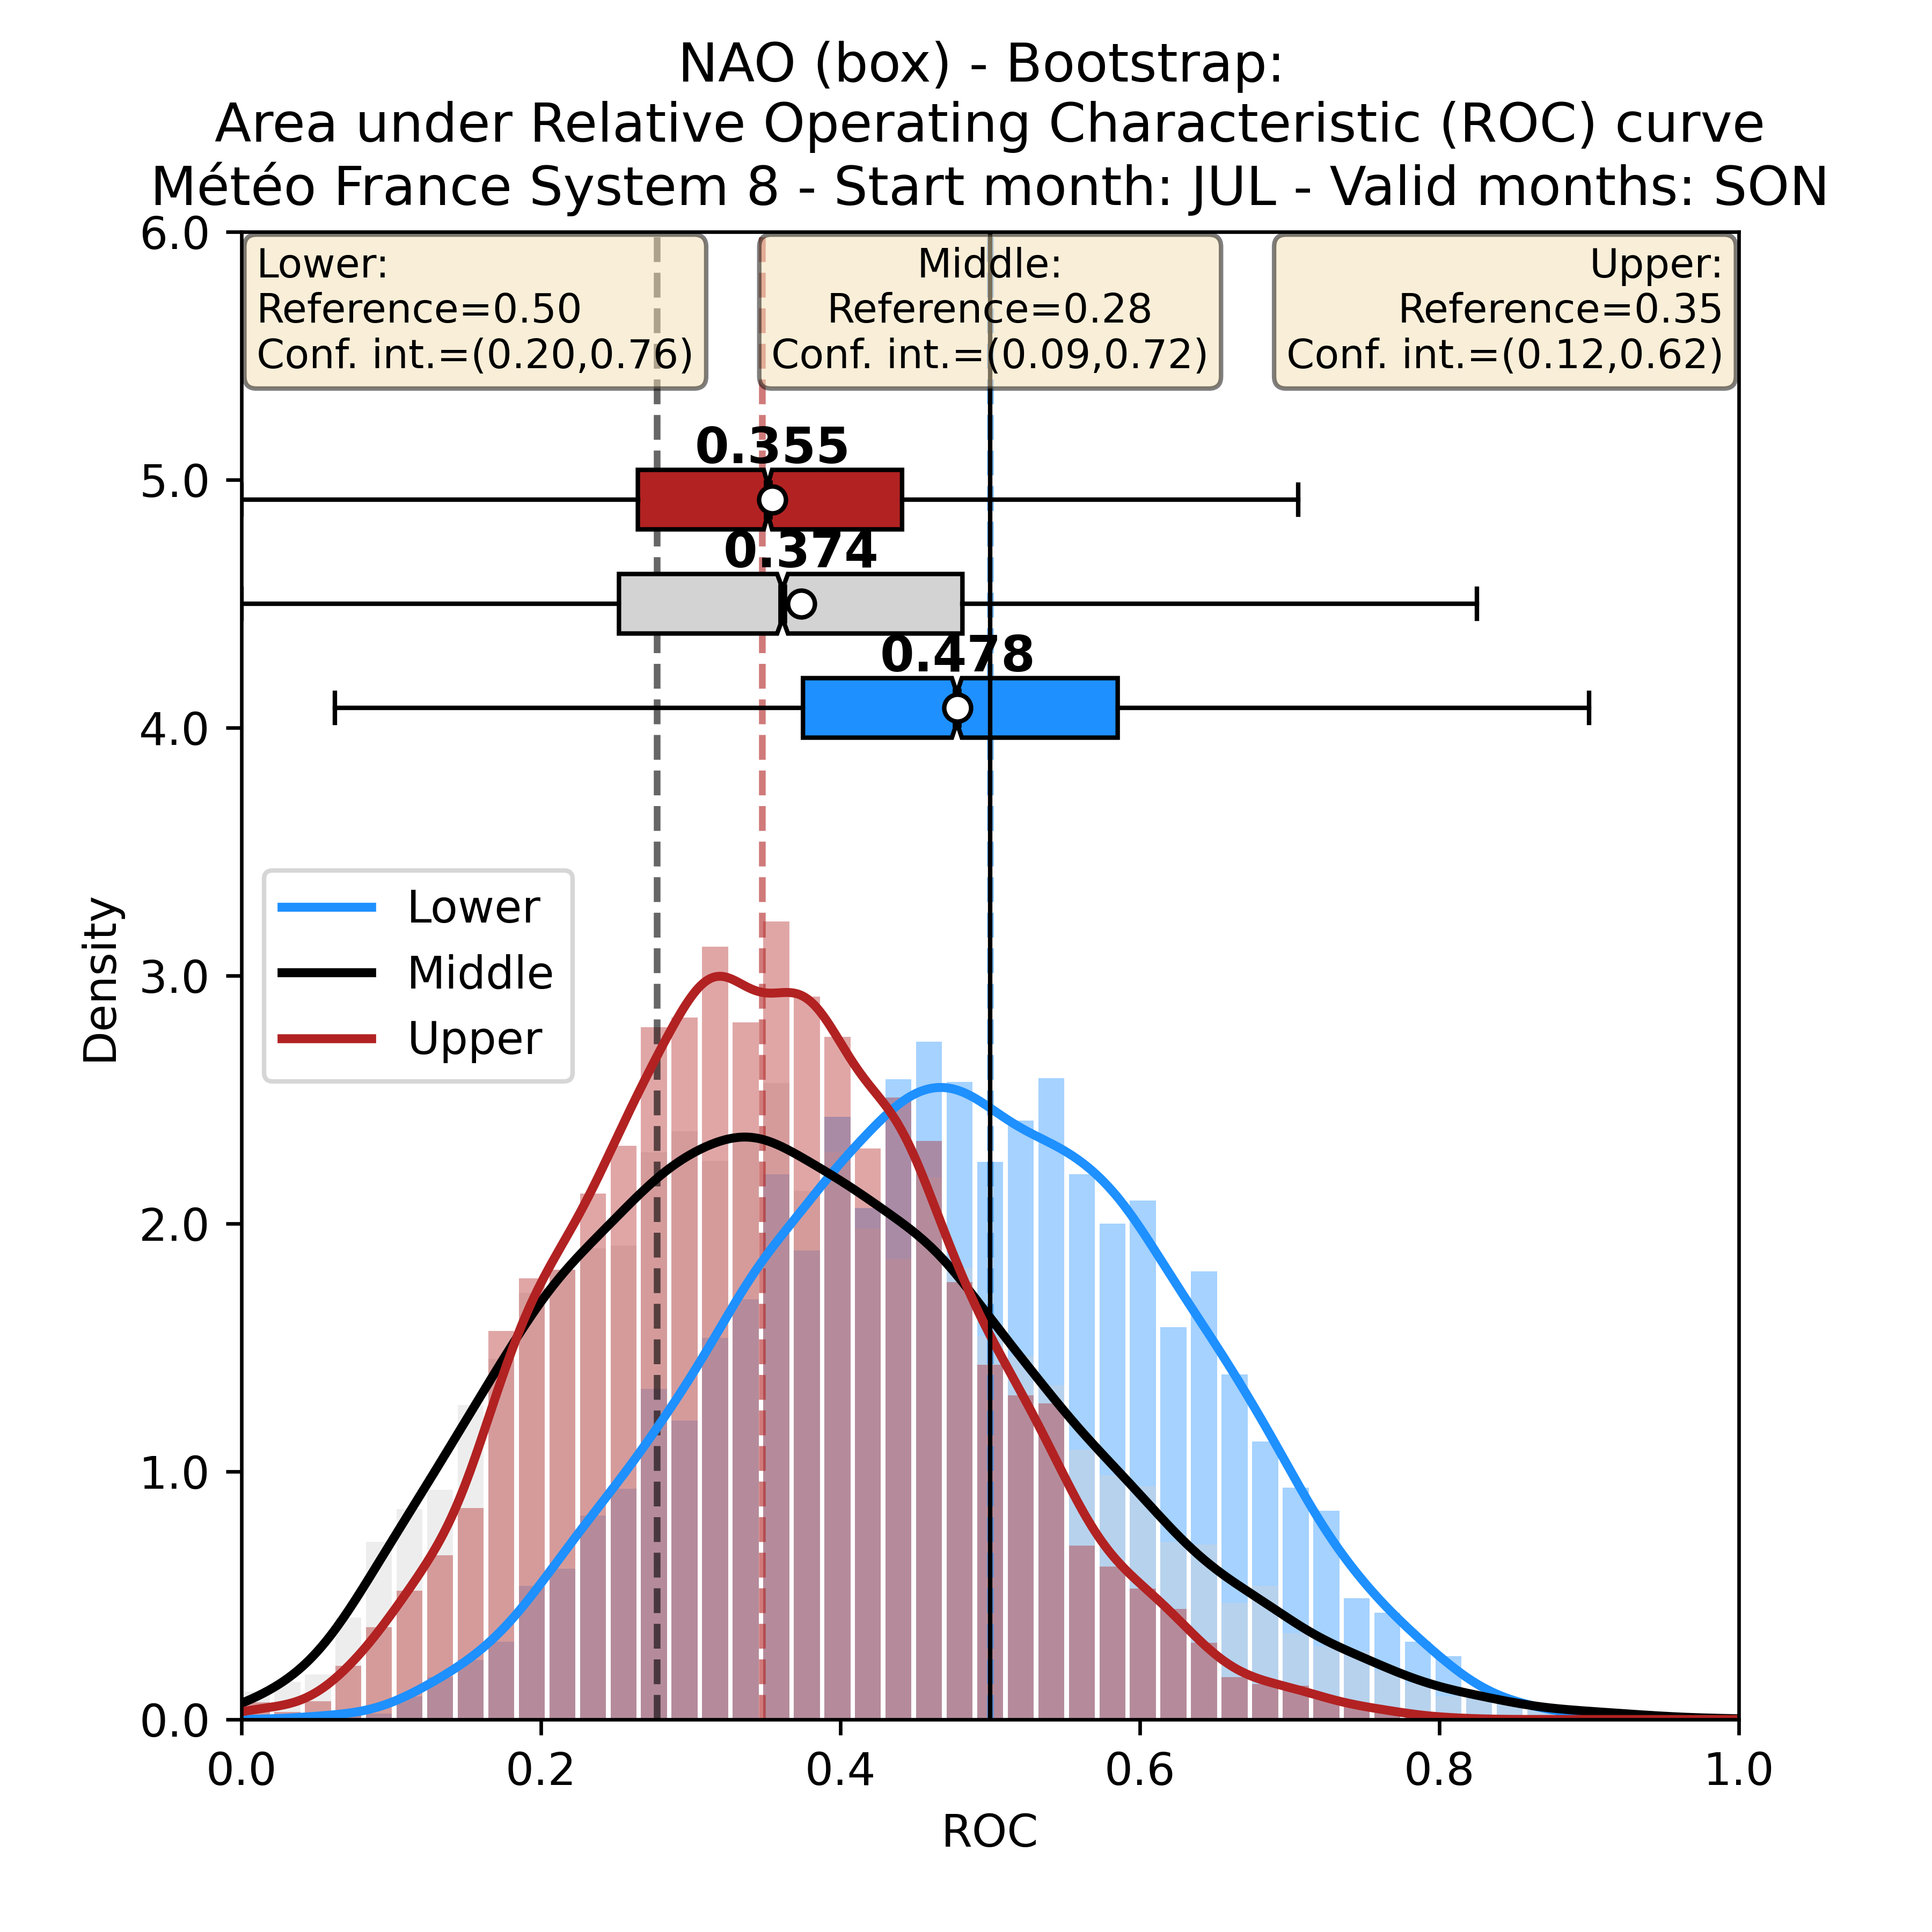 NAO (box) - Bootstrap:
Area under Relative Operating Characteristic (ROC) curve
Météo France System 8 - Start month: JUL - Valid months: SON
6.0
Lower:
Reference=0.50
Conf. int.=(0.20,0.76)
Middle:
Reference=0.28
Conf. int.=(0.09,0.72)
Upper:
Reference=0.35
Conf. int.=(0.12,0.62)
0.355
5.0
0.374
0.478
4.0
Lower
Middle
Upper
Density
3.0
2.0
1.0
0.0
0.0 0.2 0.4 0.6 0.8 1.0
ROC